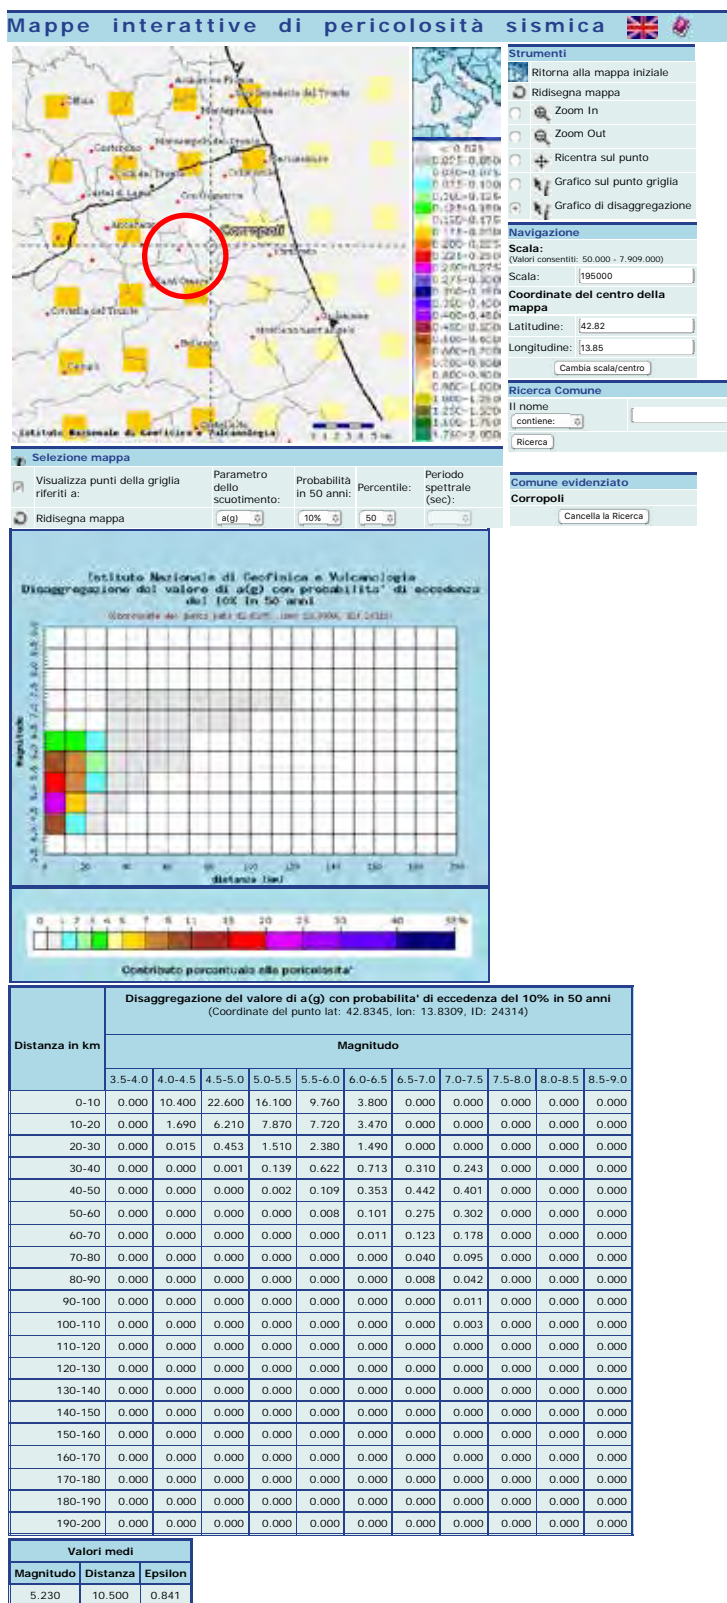 Mappe interattive di pericolosità sismica
Strumenti
Ritorna alla mappa iniziale
Ridisegna mappa
Zoom In
Zoom Out
Ricentra sul punto
Grafico sul punto griglia
Grafico di disaggregazione
Navigazione
Scala:
(Valori consentiti: 50.000 - 7.909.000)
Scala: 195000
Coordinate del centro della
mappa
Latitudine: 42.82
Longitudine: 13.85
Cambia scala/centro
Ricerca Comune
Il nome
contiene:
Ricerca
Comune evidenziato
Corropoli
Cancella la Ricerca
Corropoli
Istituto Nazionale di Geofisica e Vulcanologia
Selezione mappa
Visualizza punti della griglia
riferiti a:
Parametro
dello
scuotimento:
Probabilità
in 50 anni:
Percentile:
Periodo
spettrale
(sec):
Ridisegna mappa a(g) 10% 50
Istituto Nazionale di Geofisica e Vulcanologia
Disaggregazione del valore di a(g) con probabilita' di eccedenza
del 10% in 50 anni
Magnitudo
distanza [km]
Contributo percentuale alla pericolosita'
Disaggregazione del valore di a(g) con probabilita' di eccedenza del 10% in 50 anni
(Coordinate del punto lat: 42.8345, lon: 13.8309, ID: 24314)
Distanza in km
Magnitudo
3.5-4.0 4.0-4.5 4.5-5.0 5.0-5.5 5.5-6.0 6.0-6.5 6.5-7.0 7.0-7.5 7.5-8.0 8.0-8.5 8.5-9.0
0-10 0.000 10.400 22.600 16.100 9.760 3.800 0.000 0.000 0.000 0.000 0.000
10-20 0.000 1.690 6.210 7.870 7.720 3.470 0.000 0.000 0.000 0.000 0.000
20-30 0.000 0.015 0.453 1.510 2.380 1.490 0.000 0.000 0.000 0.000 0.000
30-40 0.000 0.000 0.001 0.139 0.622 0.713 0.310 0.243 0.000 0.000 0.000
40-50 0.000 0.000 0.000 0.002 0.109 0.353 0.442 0.401 0.000 0.000 0.000
50-60 0.000 0.000 0.000 0.000 0.008 0.101 0.275 0.302 0.000 0.000 0.000
60-70 0.000 0.000 0.000 0.000 0.000 0.011 0.123 0.178 0.000 0.000 0.000
70-80 0.000 0.000 0.000 0.000 0.000 0.000 0.040 0.095 0.000 0.000 0.000
80-90 0.000 0.000 0.000 0.000 0.000 0.000 0.008 0.042 0.000 0.000 0.000
90-100 0.000 0.000 0.000 0.000 0.000 0.000 0.000 0.011 0.000 0.000 0.000
100-110 0.000 0.000 0.000 0.000 0.000 0.000 0.000 0.003 0.000 0.000 0.000
110-120 0.000 0.000 0.000 0.000 0.000 0.000 0.000 0.000 0.000 0.000 0.000
120-130 0.000 0.000 0.000 0.000 0.000 0.000 0.000 0.000 0.000 0.000 0.000
130-140 0.000 0.000 0.000 0.000 0.000 0.000 0.000 0.000 0.000 0.000 0.000
140-150 0.000 0.000 0.000 0.000 0.000 0.000 0.000 0.000 0.000 0.000 0.000
150-160 0.000 0.000 0.000 0.000 0.000 0.000 0.000 0.000 0.000 0.000 0.000
160-170 0.000 0.000 0.000 0.000 0.000 0.000 0.000 0.000 0.000 0.000 0.000
170-180 0.000 0.000 0.000 0.000 0.000 0.000 0.000 0.000 0.000 0.000 0.000
180-190 0.000 0.000 0.000 0.000 0.000 0.000 0.000 0.000 0.000 0.000 0.000
190-200 0.000 0.000 0.000 0.000 0.000 0.000 0.000 0.000 0.000 0.000 0.000
Valori medi
Magnitudo Distanza Epsilon
5.230 10.500 0.841